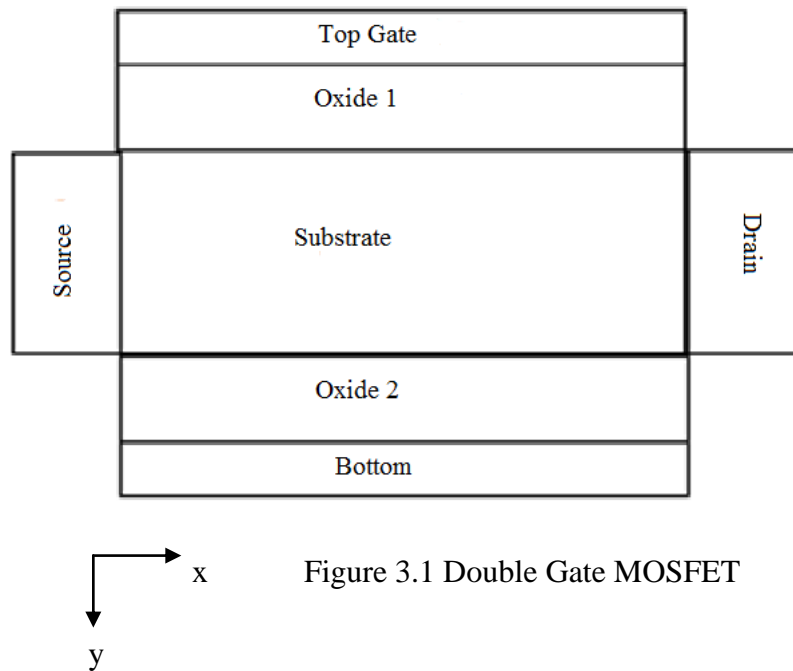 Top Gate
Oxide 1
Source
Substrate
Drain
Oxide 2
Bottom
x
Figure 3.1 Double Gate MOSFET
y